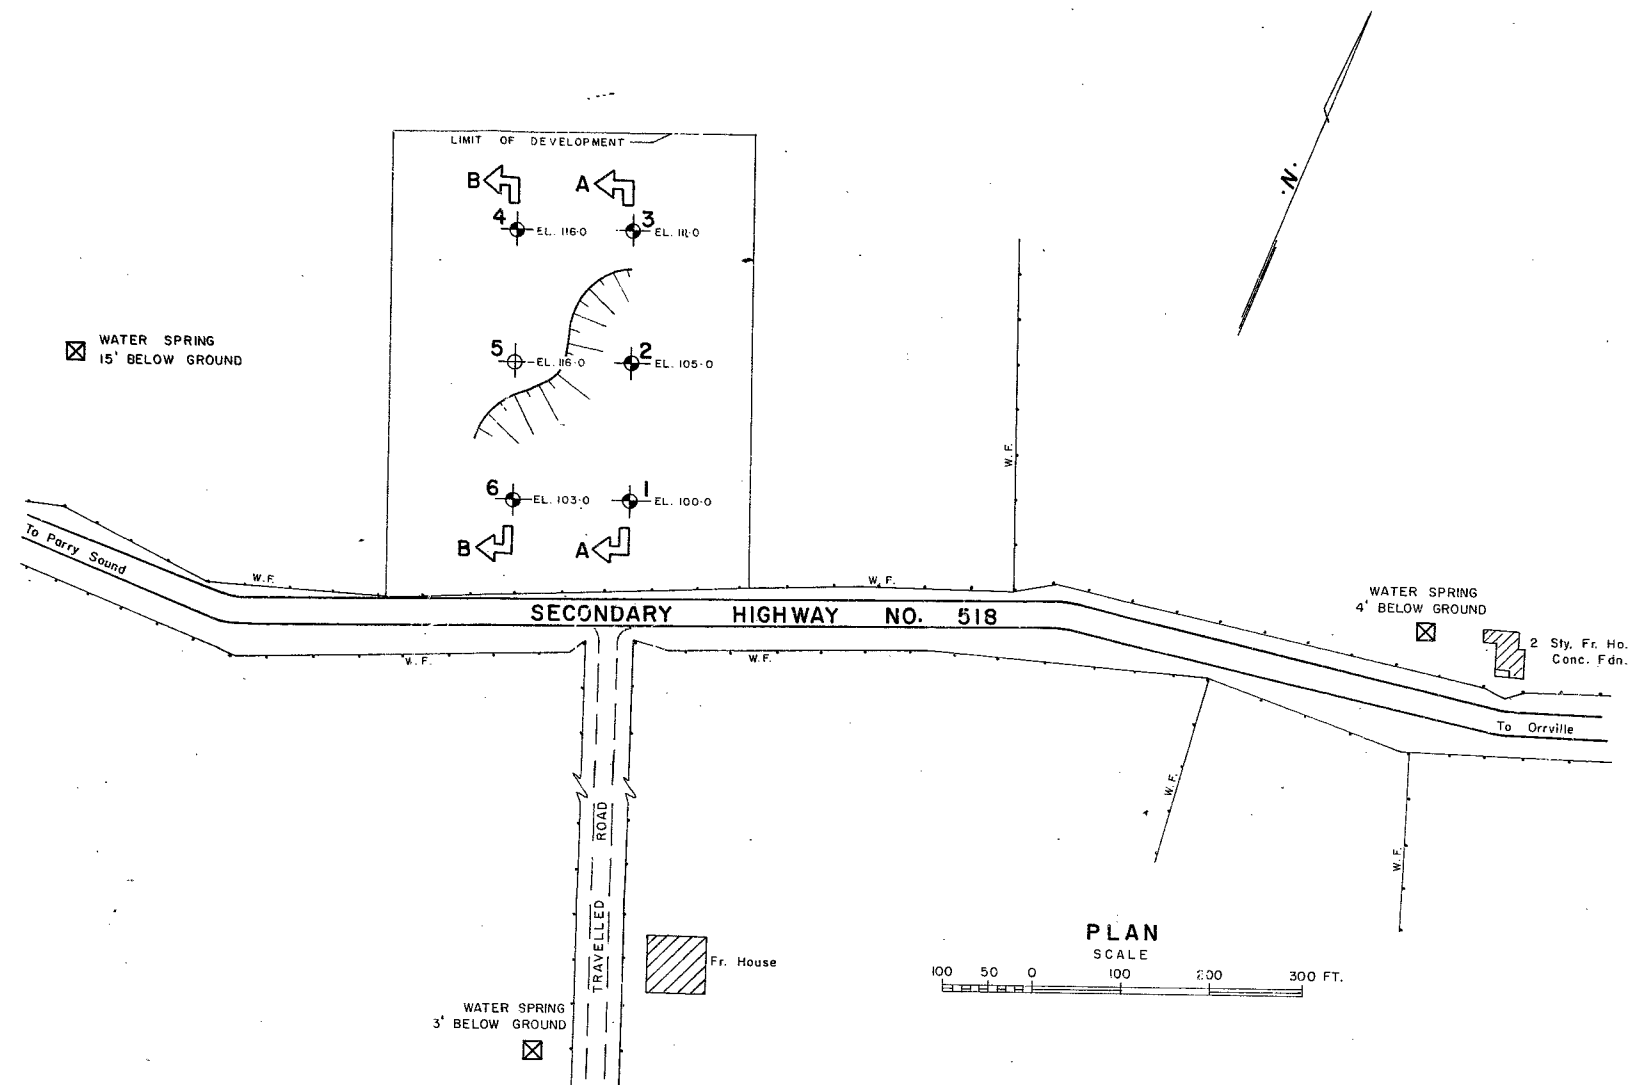 LIMIT OF DEVELOPMENT
B
A
4
EL. 116·0
3
EL. 111·0
.N.
WATER SPRING
15' BELOW GROUND
5
EL. 116·0
2
EL. 105·0
W. F.
6
EL. 103·0
1
EL. 100·0
B
A
To Parry Sound
W. F.
W. F.
SECONDARY HIGHWAY NO. 518
WATER SPRING
4' BELOW GROUND
2 Sty. Fr. Ho.
Conc. Fdn.
W. F.
W. F.
To Orrville
W. F.
W. F.
TRAVELLED ROAD
Fr. House
PLAN
SCALE
100 50 0 100 200 300 FT.
WATER SPRING
3' BELOW GROUND